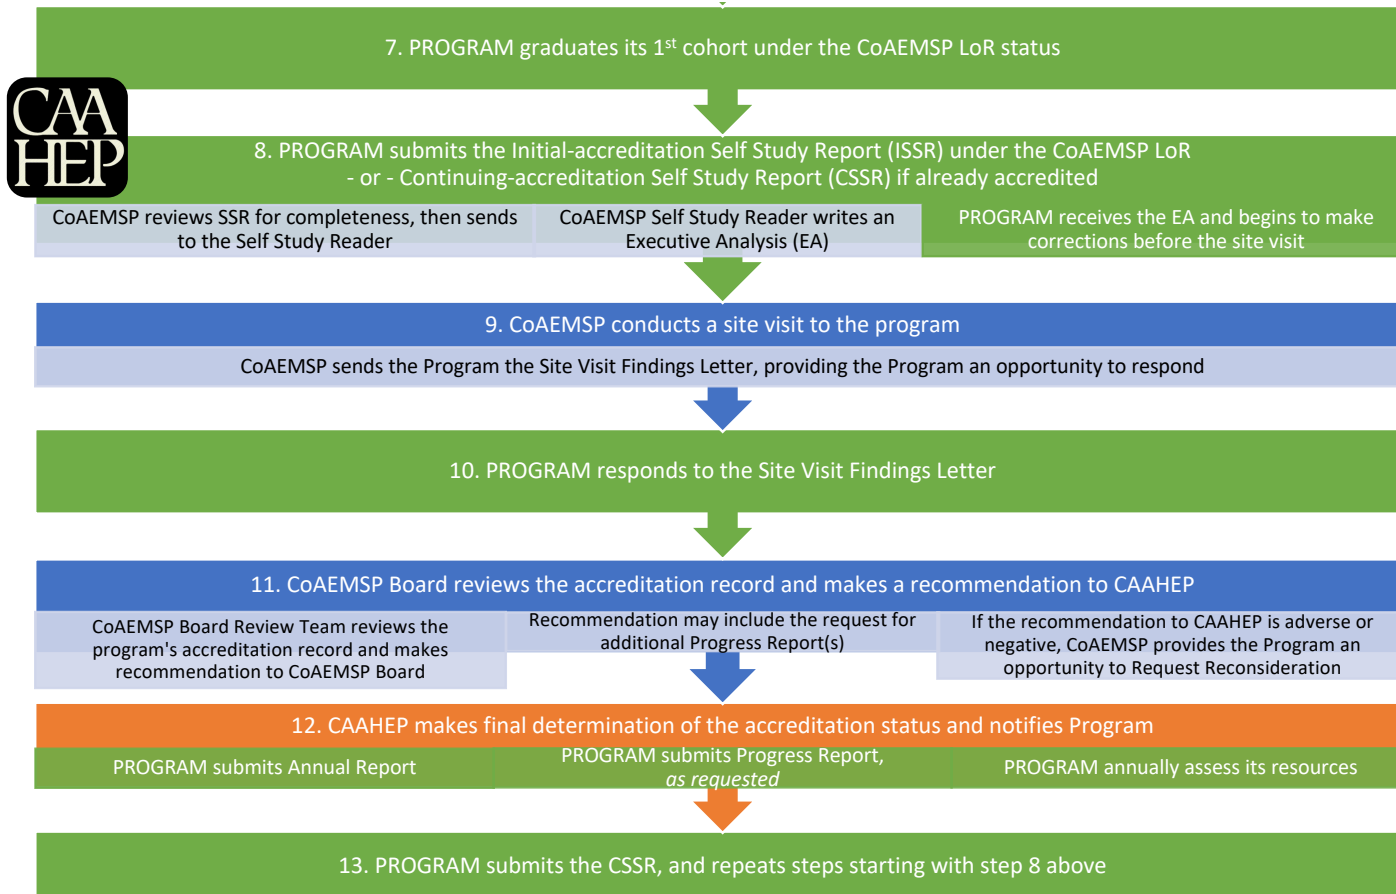 7. PROGRAM graduates its 1st cohort under the CoAEMSP LoR status
CAA
HEP
8. PROGRAM submits the Initial-accreditation Self Study Report (ISSR) under the CoAEMSP LoR
- or - Continuing-accreditation Self Study Report (CSSR) if already accredited
CoAEMSP reviews SSR for completeness, then sends
to the Self Study Reader
CoAEMSP Self Study Reader writes an
Executive Analysis (EA)
PROGRAM receives the EA and begins to make
corrections before the site visit
9. CoAEMSP conducts a site visit to the program
CoAEMSP sends the Program the Site Visit Findings Letter, providing the Program an opportunity to respond
10. PROGRAM responds to the Site Visit Findings Letter
11. CoAEMSP Board reviews the accreditation record and makes a recommendation to CAAHEP
CoAEMSP Board Review Team reviews the
program's accreditation record and makes
recommendation to CoAEMSP Board
Recommendation may include the request for
additional Progress Report(s)
If the recommendation to CAAHEP is adverse or
negative, CoAEMSP provides the Program an
opportunity to Request Reconsideration
12. CAAHEP makes final determination of the accreditation status and notifies Program
PROGRAM submits Annual Report
PROGRAM submits Progress Report,
as requested
PROGRAM annually assess its resources
13. PROGRAM submits the CSSR, and repeats steps starting with step 8 above